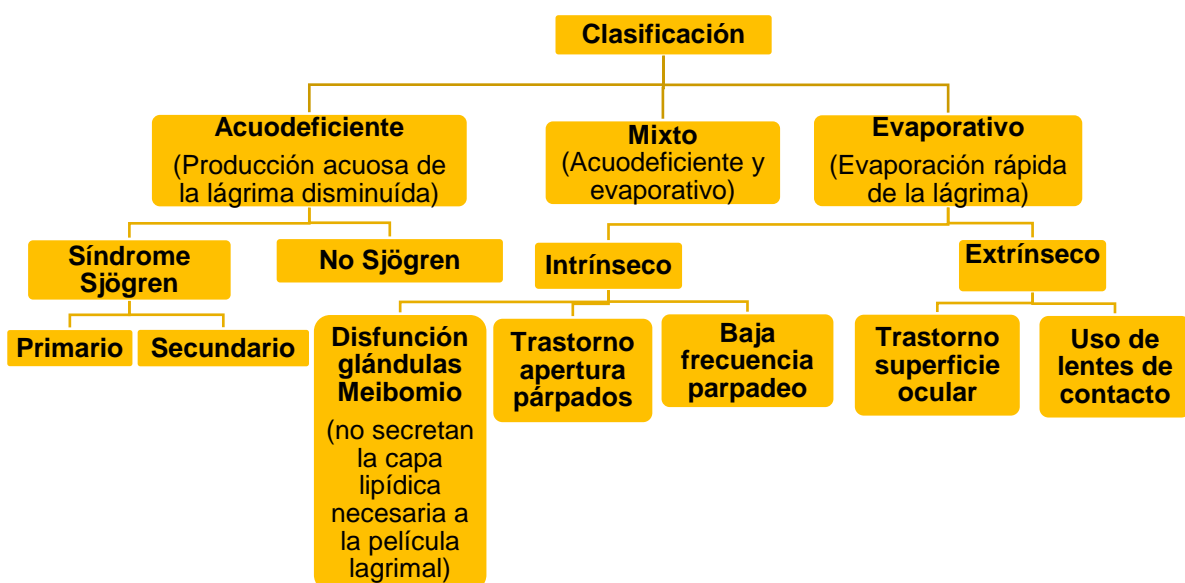 Clasificación
Acuodeficiente
(Producción acuosa de
la lágrima disminuída)
Mixto
(Acuodeficiente y
evaporativo)
Evaporativo
(Evaporación rápida
de la lágrima)
Síndrome
Sjögren
No Sjögren
Intrínseco
Extrínseco
Primario
Secundario
Disfunción
glándulas
Meibomio
(no secretan
la capa
lipídica
necesaria a
la película
lagrimal)
Trastorno
apertura
párpados
Baja
frecuencia
parpadeo
Trastorno
superficie
ocular
Uso de
lentes de
contacto